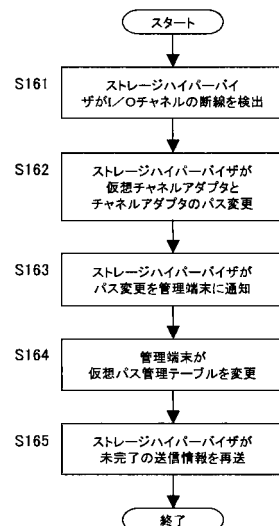 スタート
S161
ストレージハイパーバイ
ザがI/Oチャネルの断線を検出
S162
ストレージハイパーバイザが
仮想チャネルアダプタと
チャネルアダプタのパス変更
S163
ストレージハイパーバイザが
パス変更を管理端末に通知
S164
管理端末が
仮想パス管理テーブルを変更
S165
ストレージハイパーバイザが
未完了の送信情報を再送
終了